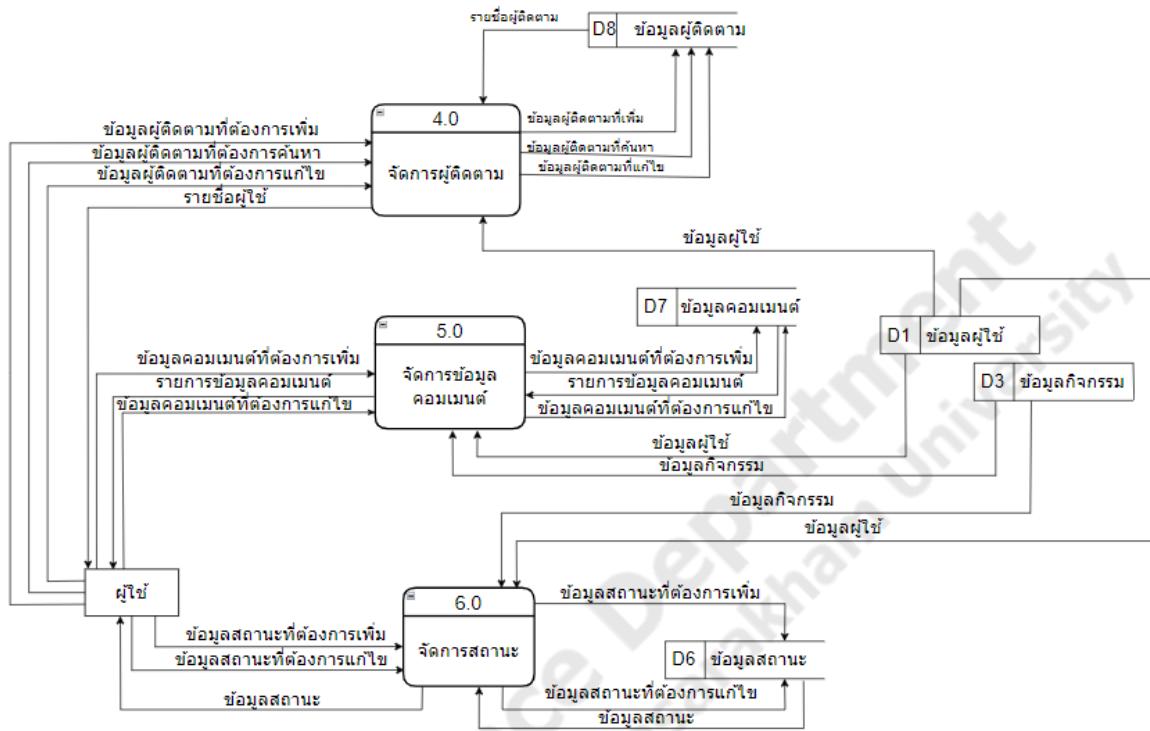 รายชื่อผู้ติดตาม
D8 ข้อมูลผู้ติดตาม
4.0
จัดการผู้ติดตาม
ข้อมูลผู้ติดตามที่ต้องการเพิ่ม
ข้อมูลผู้ติดตามที่ต้องการค้นหา
ข้อมูลผู้ติดตามที่ต้องการแก้ไข
รายชื่อผู้ใช้
ข้อมูลผู้ติดตามที่เพิ่ม
ข้อมูลผู้ติดตามที่ค้นหา
ข้อมูลผู้ติดตามที่แก้ไข
ข้อมูลผู้ใช้
D7 ข้อมูลคอมเมนต์
D1 ข้อมูลผู้ใช้
D3 ข้อมูลกิจกรรม
5.0
จัดการข้อมูล
คอมเมนต์
ข้อมูลคอมเมนต์ที่ต้องการเพิ่ม
รายการข้อมูลคอมเมนต์
ข้อมูลคอมเมนต์ที่ต้องการแก้ไข
ข้อมูลคอมเมนต์ที่ต้องการเพิ่ม
รายการข้อมูลคอมเมนต์
ข้อมูลคอมเมนต์ที่ต้องการแก้ไข
ข้อมูลผู้ใช้
ข้อมูลกิจกรรม
ข้อมูลกิจกรรม
ข้อมูลผู้ใช้
ผู้ใช้
6.0
จัดการสถานะ
ข้อมูลสถานะที่ต้องการเพิ่ม
ข้อมูลสถานะที่ต้องการแก้ไข
ข้อมูลสถานะ
ข้อมูลสถานะที่ต้องการเพิ่ม
D6 ข้อมูลสถานะ
ข้อมูลสถานะที่ต้องการแก้ไข
ข้อมูลสถานะ
Department
University